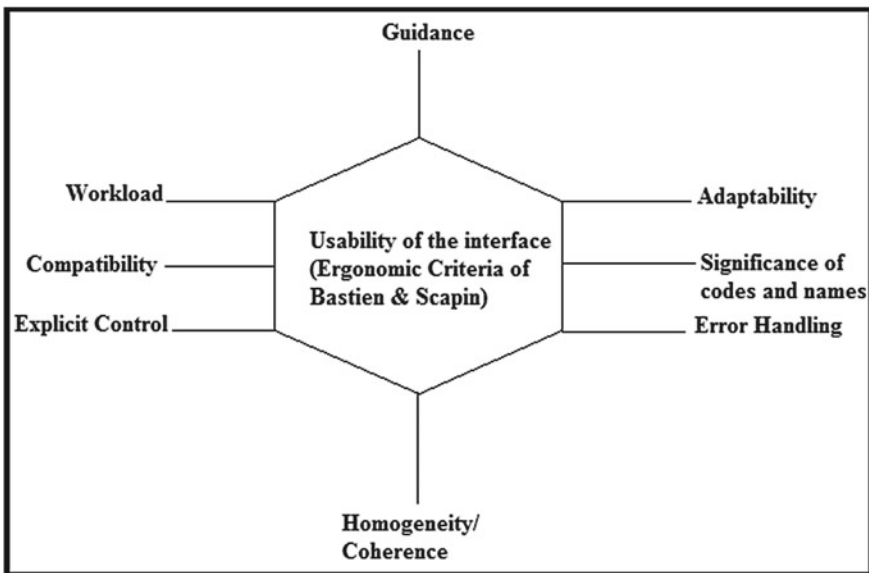 Guidance
Workload
Adaptability
Usability of the interface
(Ergonomic Criteria of
Bastien & Scapin)
Compatibility
Significance of
codes and names
Explicit Control
Error Handling
Homogeneity/
Coherence